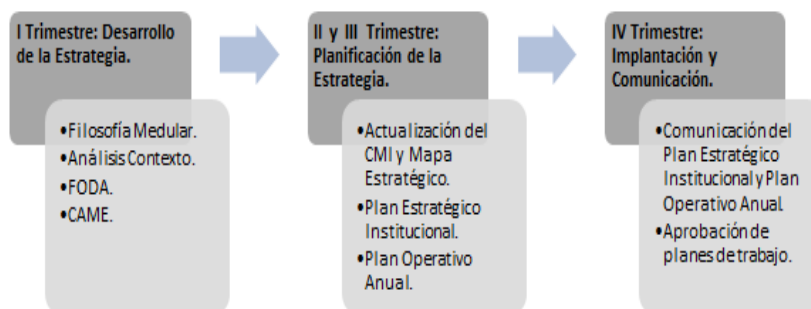 I Trimestre: Desarrollo
de la Estrategia.
•Filosofía Medular.
•Análisis Contexto.
•FODA.
•CAME.
II y III Trimestre:
Planificación de la
Estrategia.
•Actualización del
CMI y Mapa
Estratégico.
•Plan Estratégico
Institucional.
•Plan Operativo
Anual.
IV Trimestre:
Implantación y
Comunicación.
•Comunicación del
Plan Estratégico
Institucional y Plan
Operativo Anual.
•Aprobación de
planes de trabajo.